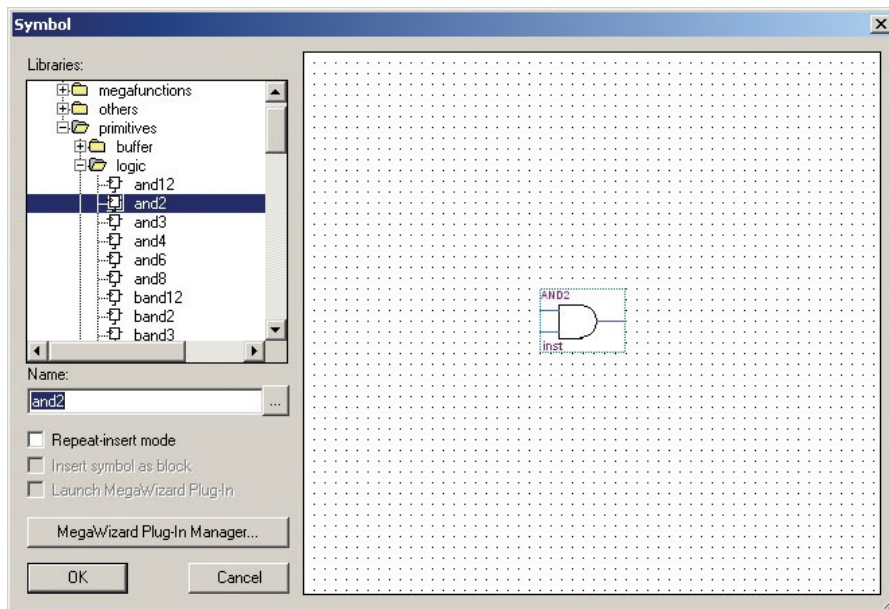 Symbol
Libraries:
megafunctions
others
primitives
buffer
logic
and12
and2
and3
and4
and6
and8
band12
band2
band3
Name:
and2
...
Repeat-insert mode
Insert symbol as block
Launch MegaWizard Plug-In
MegaWizard Plug-In Manager...
OK
Cancel
AND2
inst